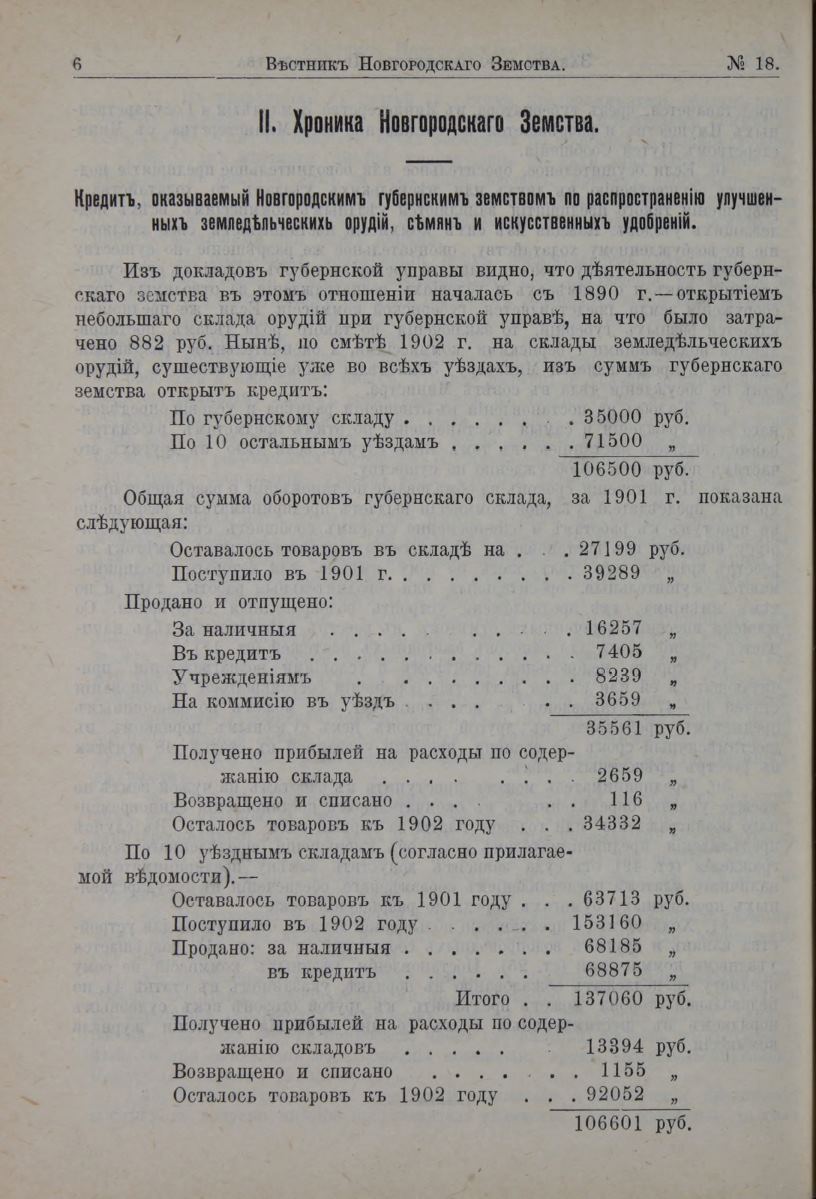 6 Вѣстникъ Новгородскаго Земства. № 18.
II. Хроника Новгородскаго Земства.
Кредитъ, оказываемый Новгородскимъ губернскимъ земствомъ по распространенію улучшен-
ныхъ земледѣльческихь орудій, сѣмянъ и искусственныхъ удобреній.
Изъ докладовъ губернской управы видно, что дѣятельность губерн-
скаго земства въ этомъ отношеніи началась съ 1890 г.—открытіемъ
небольшаго склада орудій при губернской управѣ, на что было затра-
чено 882 руб. Нынѣ, по смѣтѣ 1902 г. на склады земледѣльческихъ
орудій, существующіе уже во всѣхъ уѣздахъ, изъ суммъ губернскаго
земства открытъ кредитъ:
По губернскому складу . . . . . . . . 35000 руб.
По 10 остальнымъ уѣздамъ . . . . . . 71500 „
106500 руб.
Общая сумма оборотовъ губернскаго склада, за 1901 г. показана
слѣдующая:
Оставалось товаровъ въ складѣ на . . . 27199 руб.
Поступило въ 1901 г. . . . . . . . . 39289 „
Продано и отпущено:
За наличныя . . . . . . . . . . 16257 „
Въ кредитъ . . . . . . . . . . . . 7405 „
Учрежденіямъ . . . . . . . . . 8239 „
На коммисію въ уѣздъ . . . . . . 3659 „
35561 руб.
Получено прибылей на расходы по содер-
жанію склада . . . . . . . . 2659 „
Возвращено и списано . . . . . . 116 „
Осталось товаровъ къ 1902 году . . . 34332 „
По 10 уѣзднымъ складамъ (согласно прилагае-
мой вѣдомости).—
Оставалось товаровъ къ 1901 году . . . 63713 руб.
Поступило въ 1902 году . . . . . . 153160 „
Продано: за наличныя . . . . . . . 68185 „
въ кредитъ . . . . . . 68875 „
Итого . . 137060 руб.
Получено прибылей на расходы по содер-
жанію складовъ . . . . . . 13394 руб.
Возвращено и списано . . . . . . . 1155 „
Осталось товаровъ къ 1902 году . . . 92052 „
106601 руб.